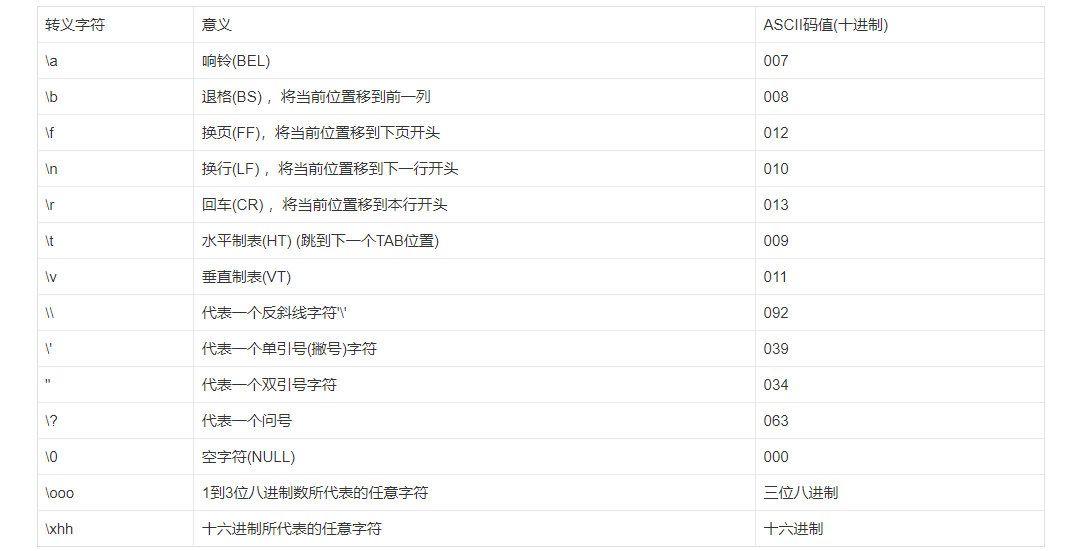 转义字符 意义 ASCII码值(十进制)
\a 响铃(BEL) 007
\b 退格(BS) ，将当前位置移到前一列 008
\f 换页(FF)，将当前位置移到下页开头 012
\n 换行(LF) ，将当前位置移到下一行开头 010
\r 回车(CR) ，将当前位置移到本行开头 013
\t 水平制表(HT) (跳到下一个TAB位置) 009
\v 垂直制表(VT) 011
\\ 代表一个反斜线字符'\' 092
\' 代表一个单引号(撇号)字符 039
" 代表一个双引号字符 034
\? 代表一个问号 063
\0 空字符(NULL) 000
\ooo 1到3位八进制数所代表的任意字符 三位八进制
\xhh 十六进制所代表的任意字符 十六进制